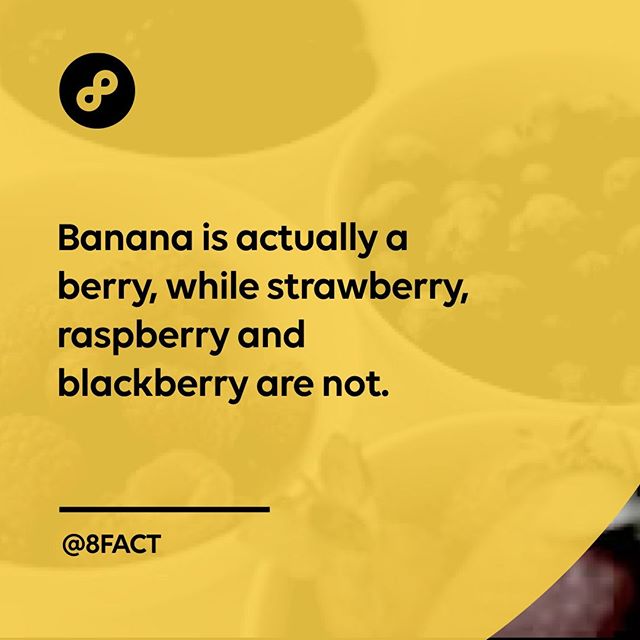 Banana is actually a
berry, while strawberry,
raspberry and
blackberry are not.
@8FACT